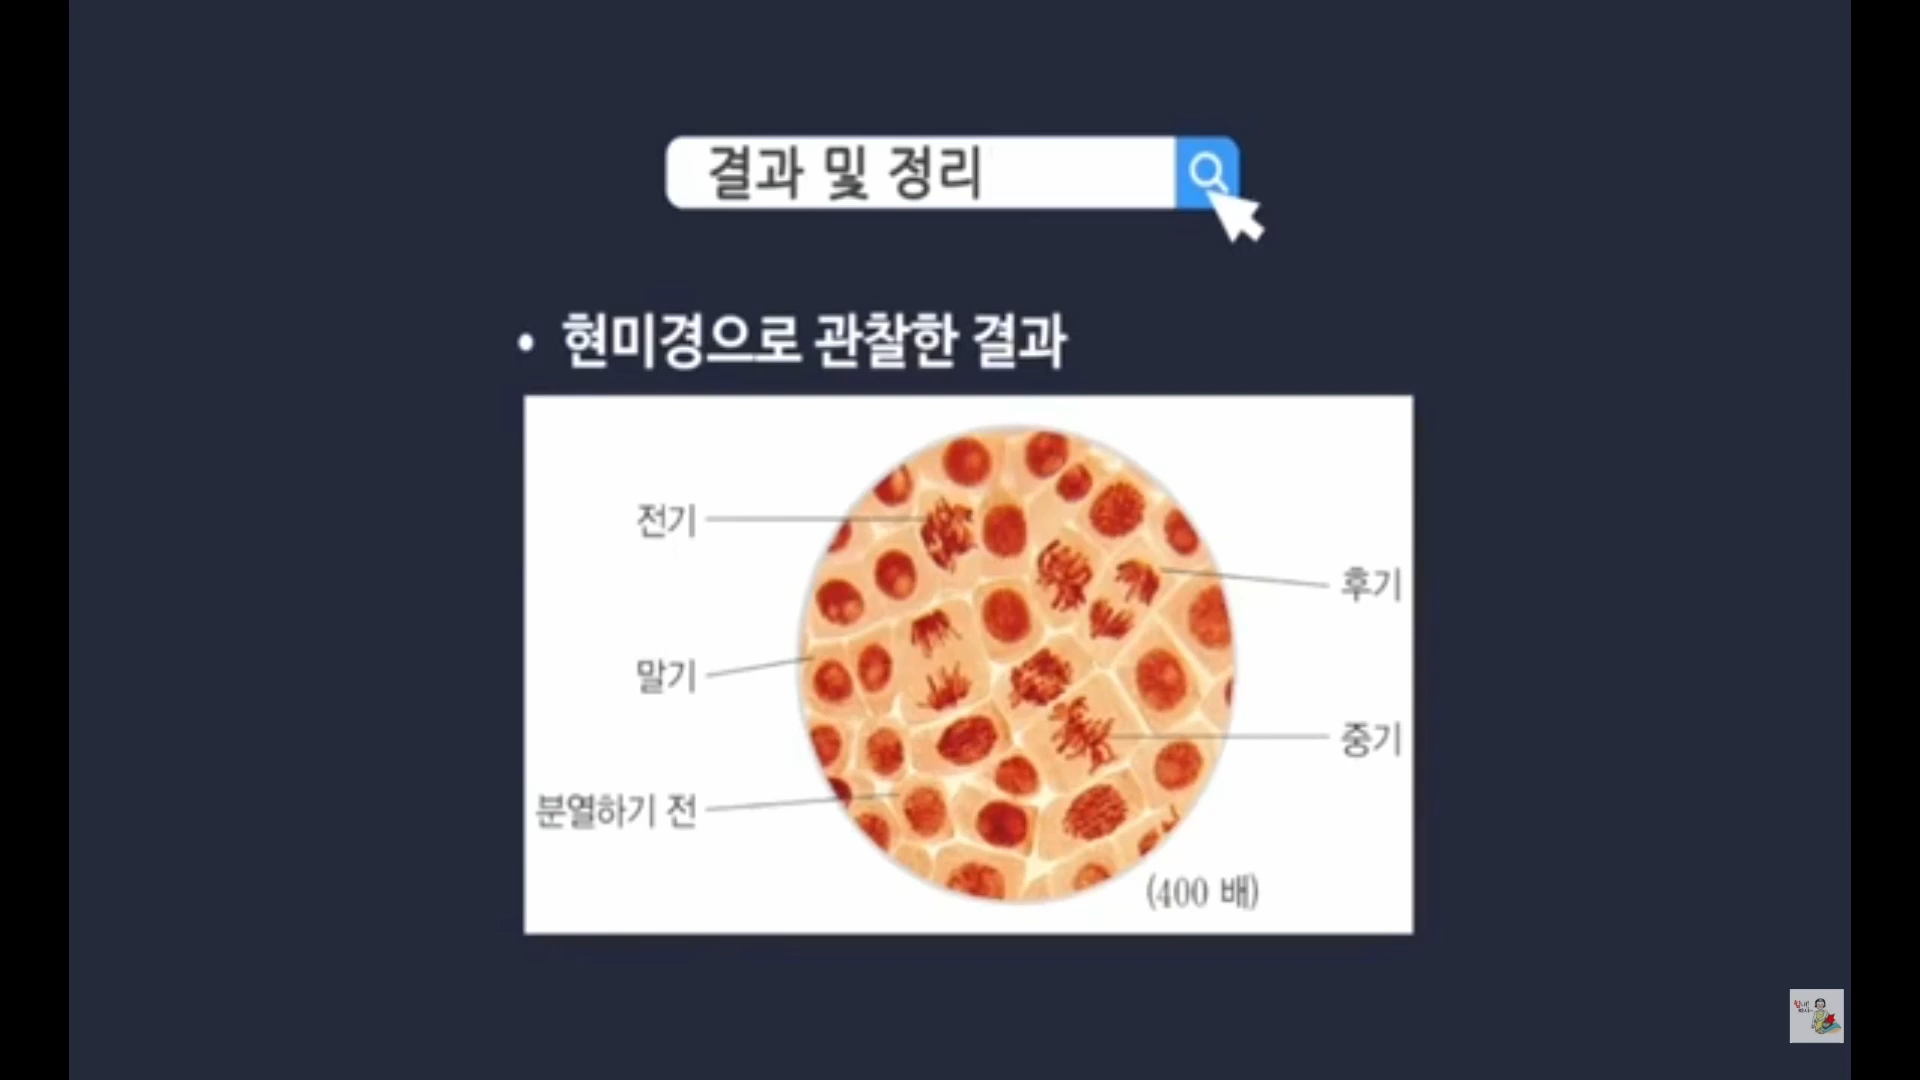 결과 및 정리
• 현미경으로 관찰한 결과
전기
후기
말기
중기
분열하기 전
(400 배)